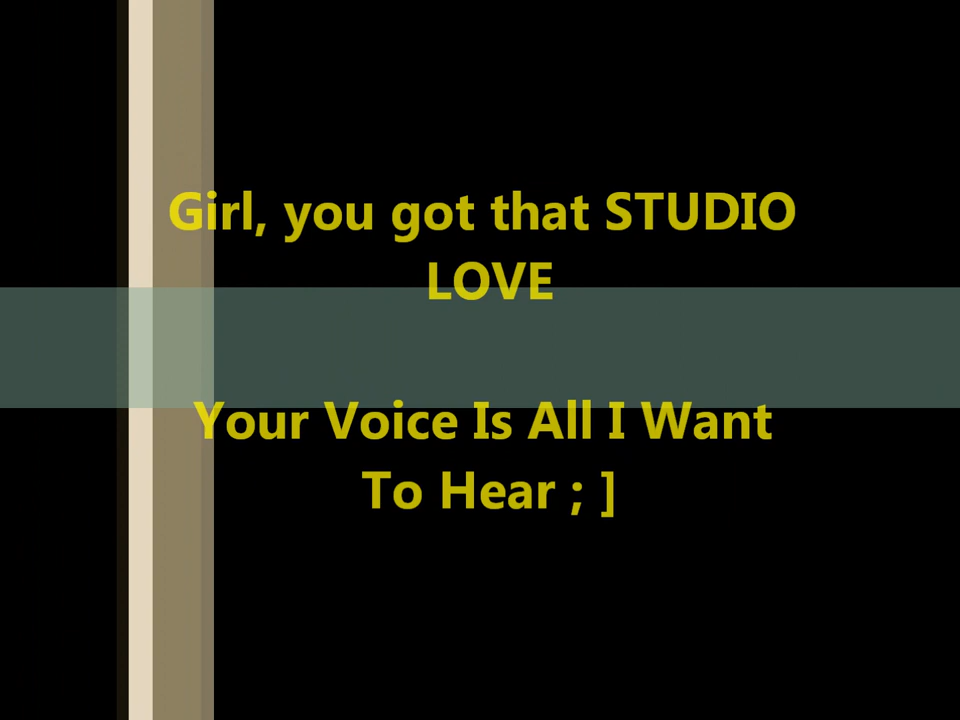 Girl, you got that STUDIO
LOVE
Your Voice Is All I Want
To Hear ; ]